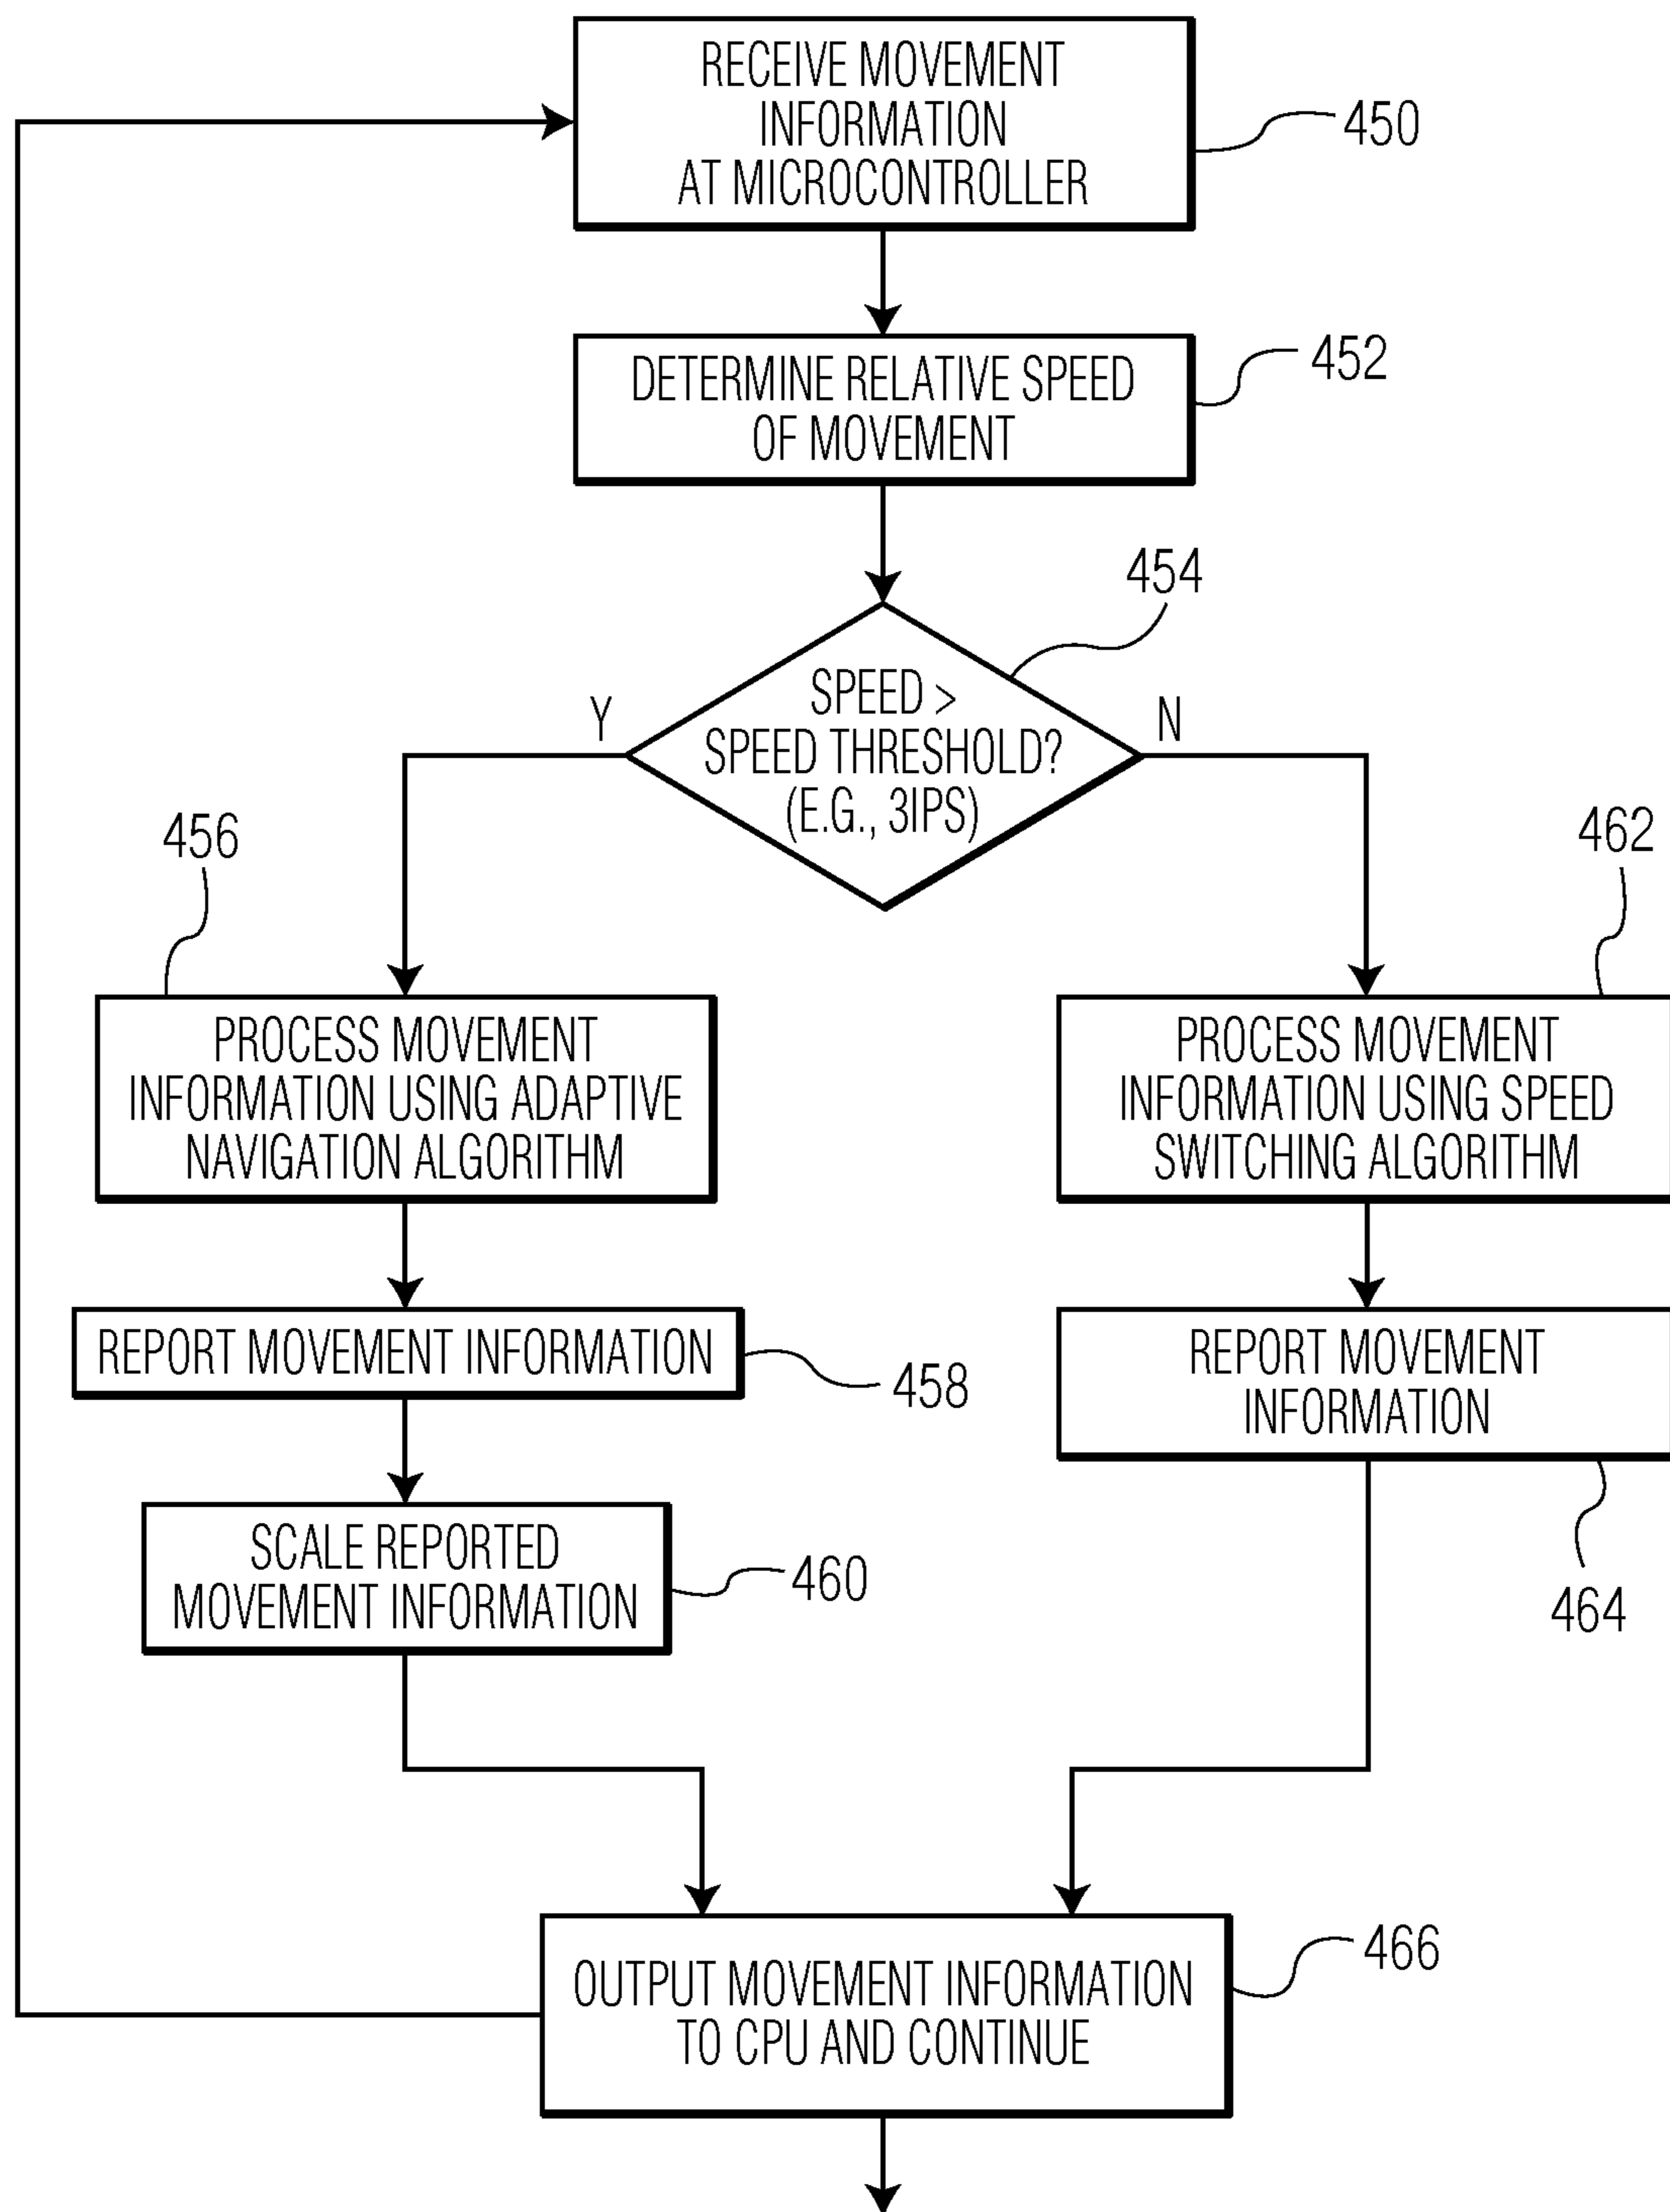 RECEIVE MOVEMENT
INFORMATION
AT MICROCONTROLLER
450
DETERMINE RELATIVE SPEED
OF MOVEMENT
452
454
SPEED >
SPEED THRESHOLD?
(E.G., 3IPS)
Y
N
456
PROCESS MOVEMENT
INFORMATION USING ADAPTIVE
NAVIGATION ALGORITHM
462
PROCESS MOVEMENT
INFORMATION USING SPEED
SWITCHING ALGORITHM
REPORT MOVEMENT INFORMATION
458
REPORT MOVEMENT
INFORMATION
464
SCALE REPORTED
MOVEMENT INFORMATION
460
OUTPUT MOVEMENT INFORMATION
TO CPU AND CONTINUE
466